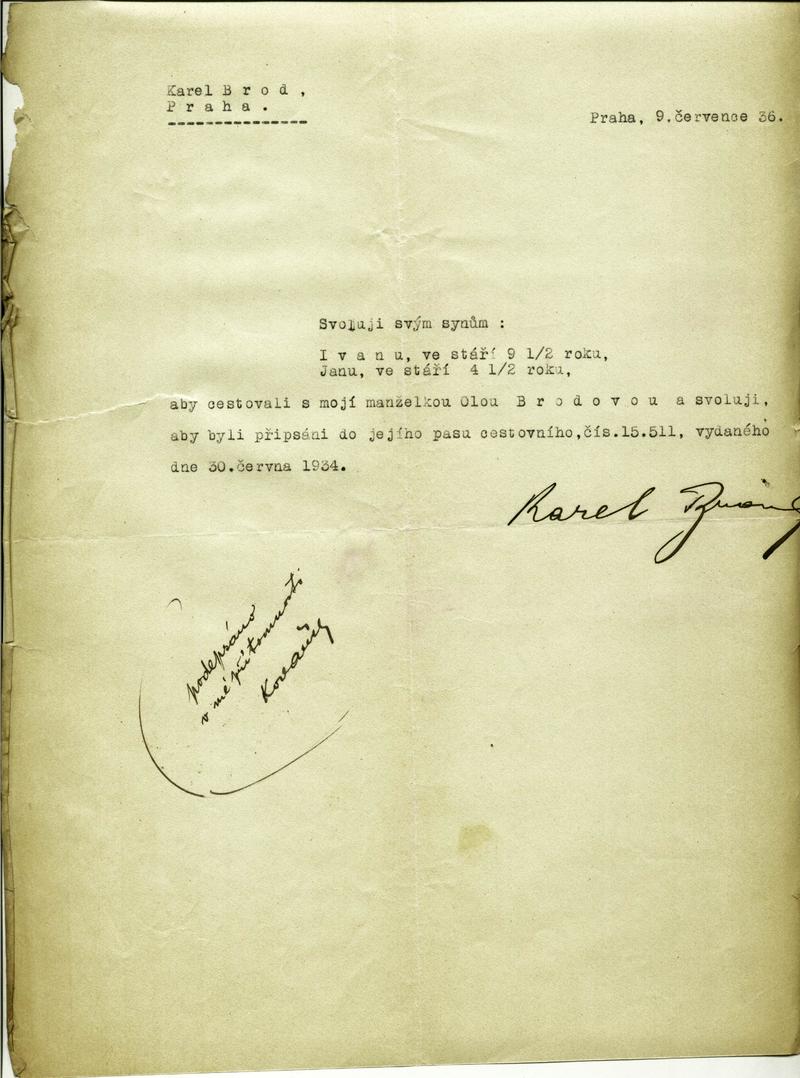 Karel B r o d ,
P r a h a .
Praha, 9.července 36.
Svoluji svým synům :
I v a n u, ve stáří 9 1/2 roku,
Janu, ve stáří 4 1/2 roku,
aby cestovali s mojí manželkou Olou B r o d o v o u a svoluji,
aby byli připsáni do jejího pasu cestovního,čís.15.511, vydaného
dne 30.června 1934.
Karel Brod
podepsáno
v mé přítomnosti
Kovařík